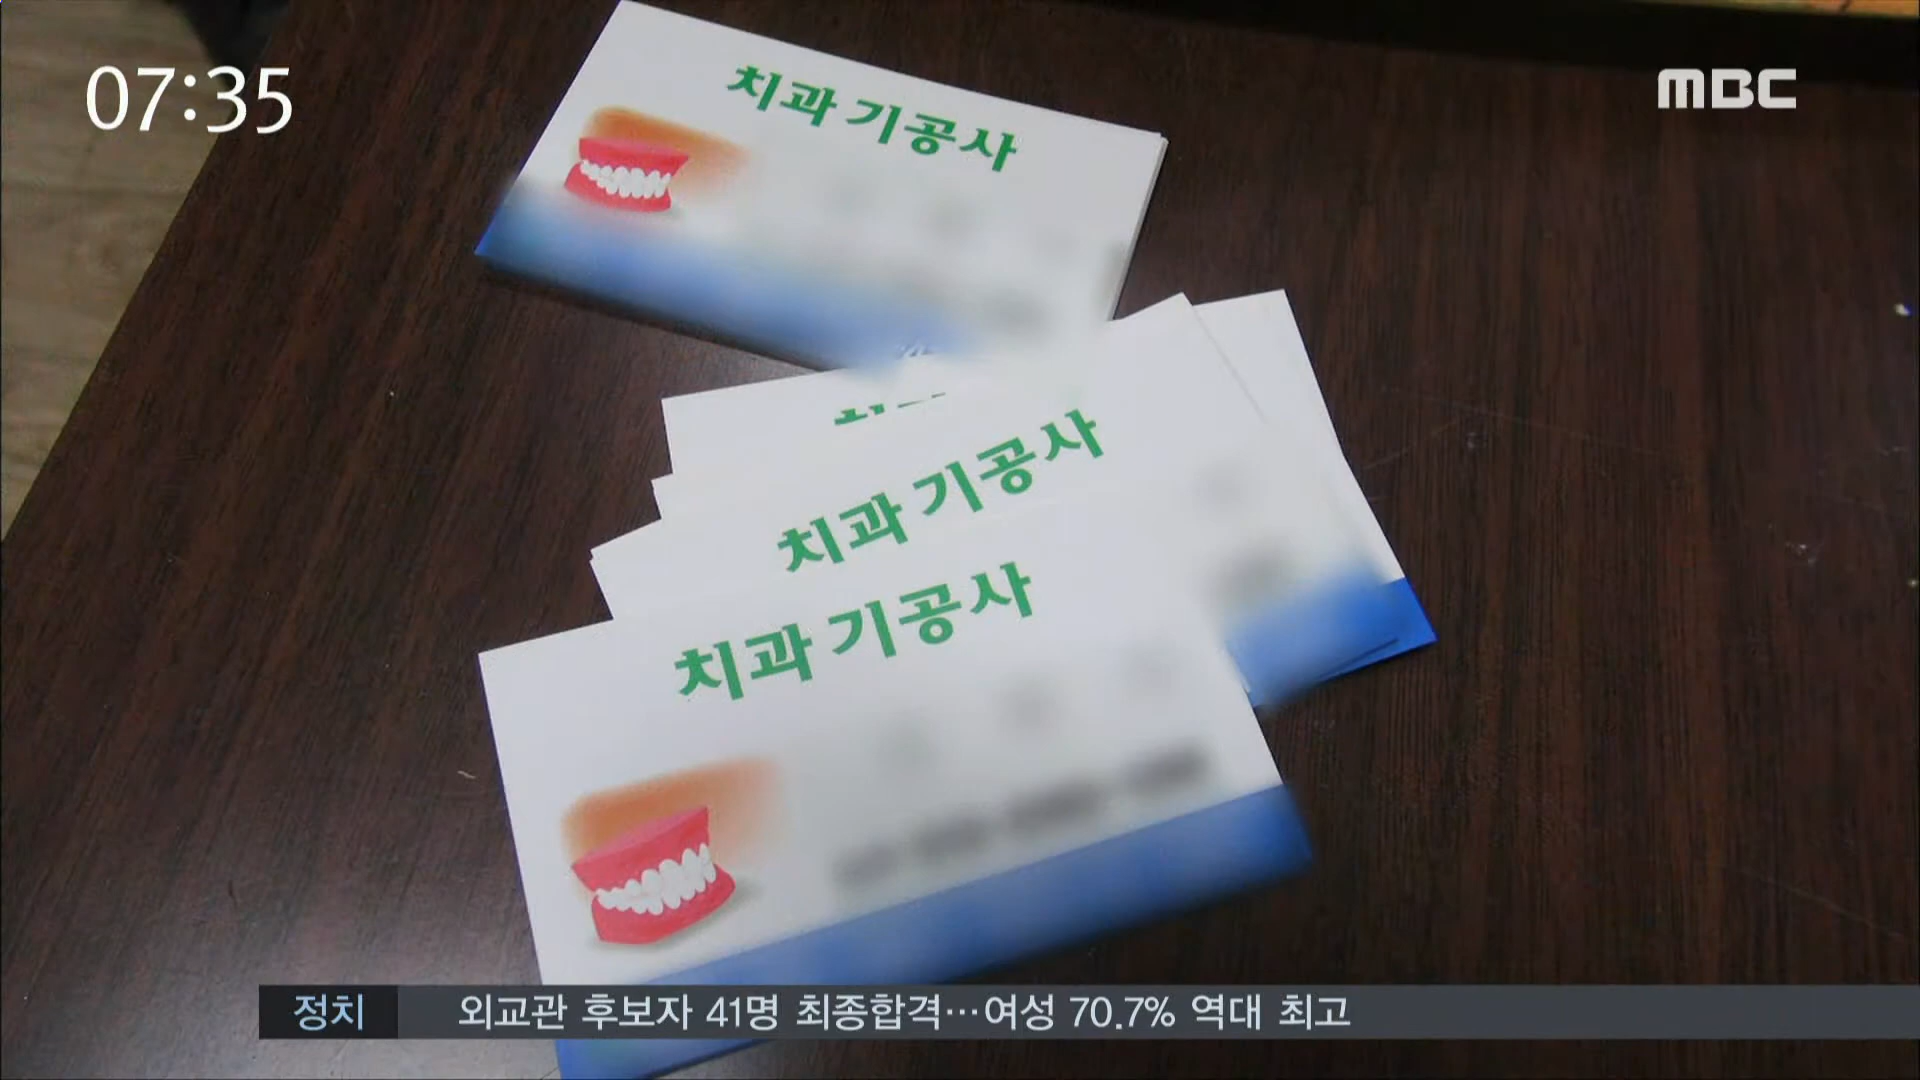 07:35
MBC
치과 기공사
치과 기공사
치과 기공사
정치 외교관 후보자 41명 최종합격…여성 70.7% 역대 최고